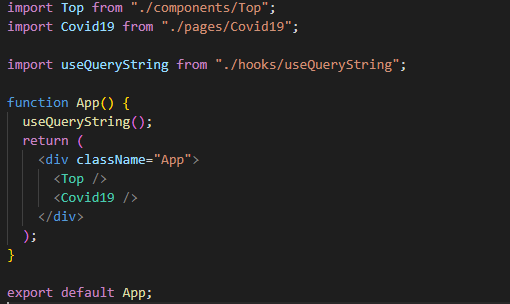 import Top from "./components/Top";
import Covid19 from "./pages/Covid19";
import useQueryString from "./hooks/useQueryString";
function App() {
  useQueryString();
  return (
    <div className="App">
      <Top />
      <Covid19 />
    </div>
  );
}
export default App;